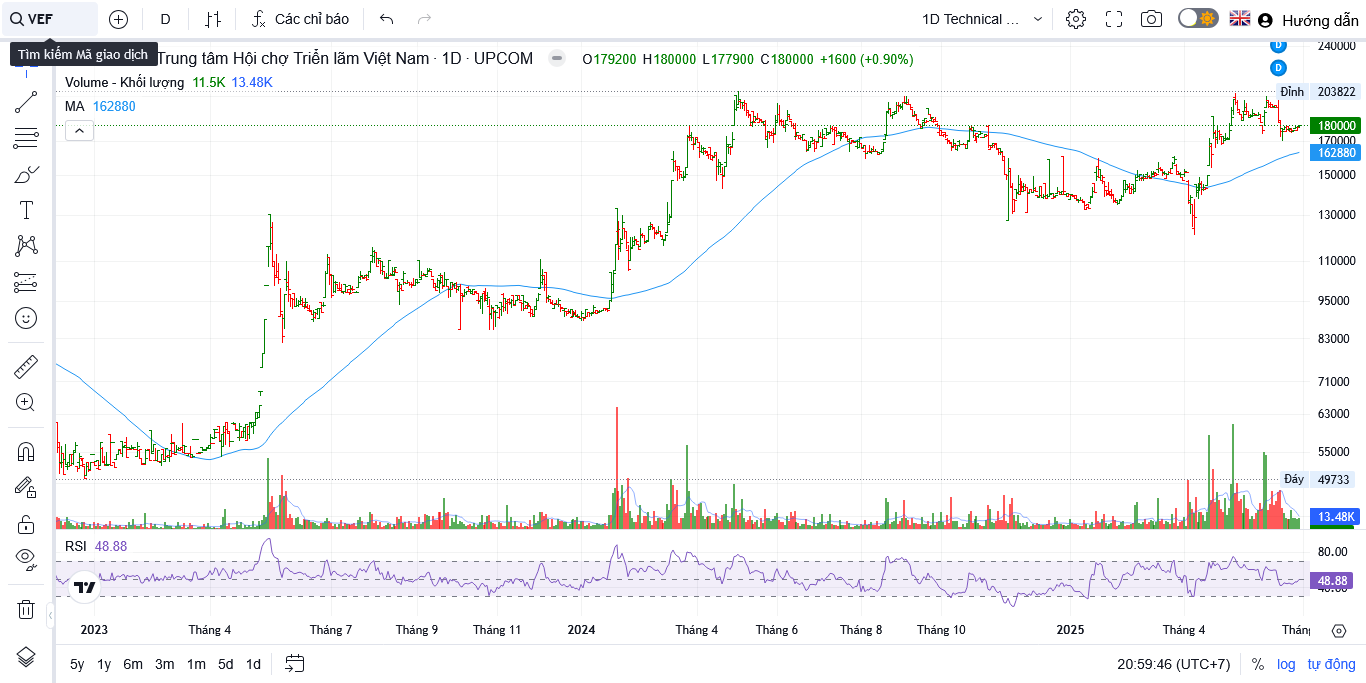 VEF
D
Các chỉ báo
1D Technical ...
Hướng dẫn
Tìm kiếm Mã giao dịch
Trung tâm Hội chợ Triển lãm Việt Nam · 1D · UPCOM
O179200 H180000 L177900 C180000 +1600 (+0.90%)
Volume - Khối lượng 11.5K 13.48K
MA 162880
240000
D
D
Đỉnh 203822
180000
170000
162880
150000
130000
110000
95000
83000
71000
63000
55000
Đáy 49733
13.48K
RSI 48.88
80.00
48.88
2023 Tháng 4 Tháng 7 Tháng 9 Tháng 11 2024 Tháng 4 Tháng 6 Tháng 8 Tháng 10 2025 Tháng 4
5y 1y 6m 3m 1m 5d 1d
20:59:46 (UTC+7) % log tự động